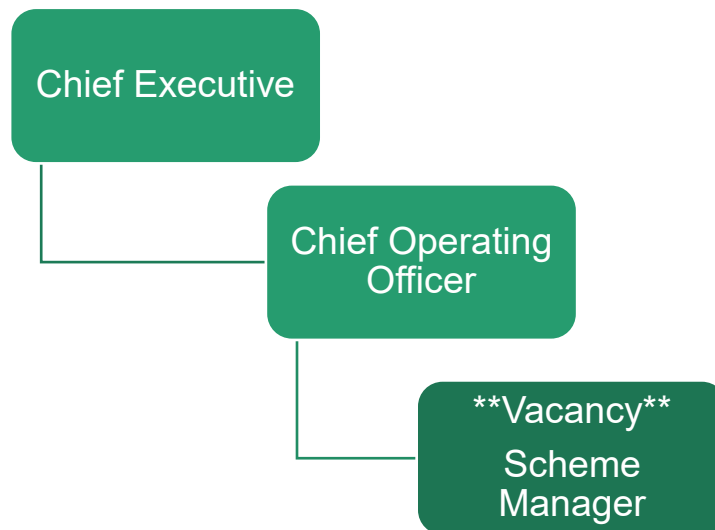 Chief Executive
Chief Operating
Officer
**Vacancy**
Scheme
Manager